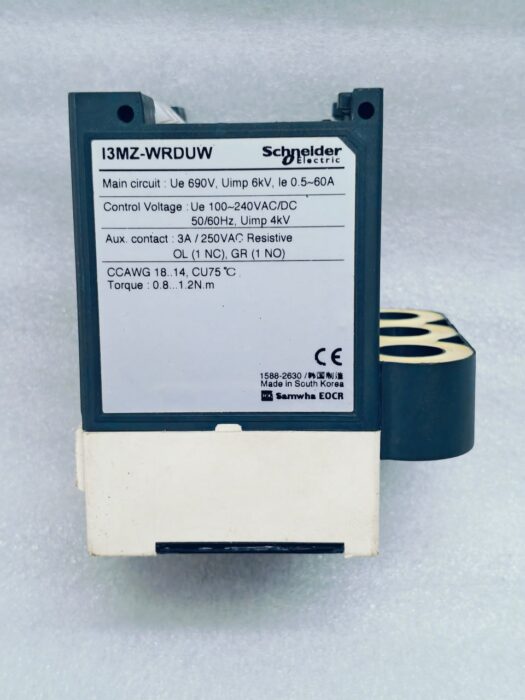 I3MZ-WRDUW
Schneider
Electric
Main circuit : Ue 690V, Uimp 6kV, Ie 0.5~60A
Control Voltage : Ue 100~240VAC/DC
50/60Hz, Uimp 4kV
Aux. contact : 3A / 250VAC Resistive
OL (1 NC), GR (1 NO)
CCAWG 18..14, CU75℃
Torque : 0.8...1.2N.m
CE
1588-2630 /
Made in South Korea
Samwha EOCR